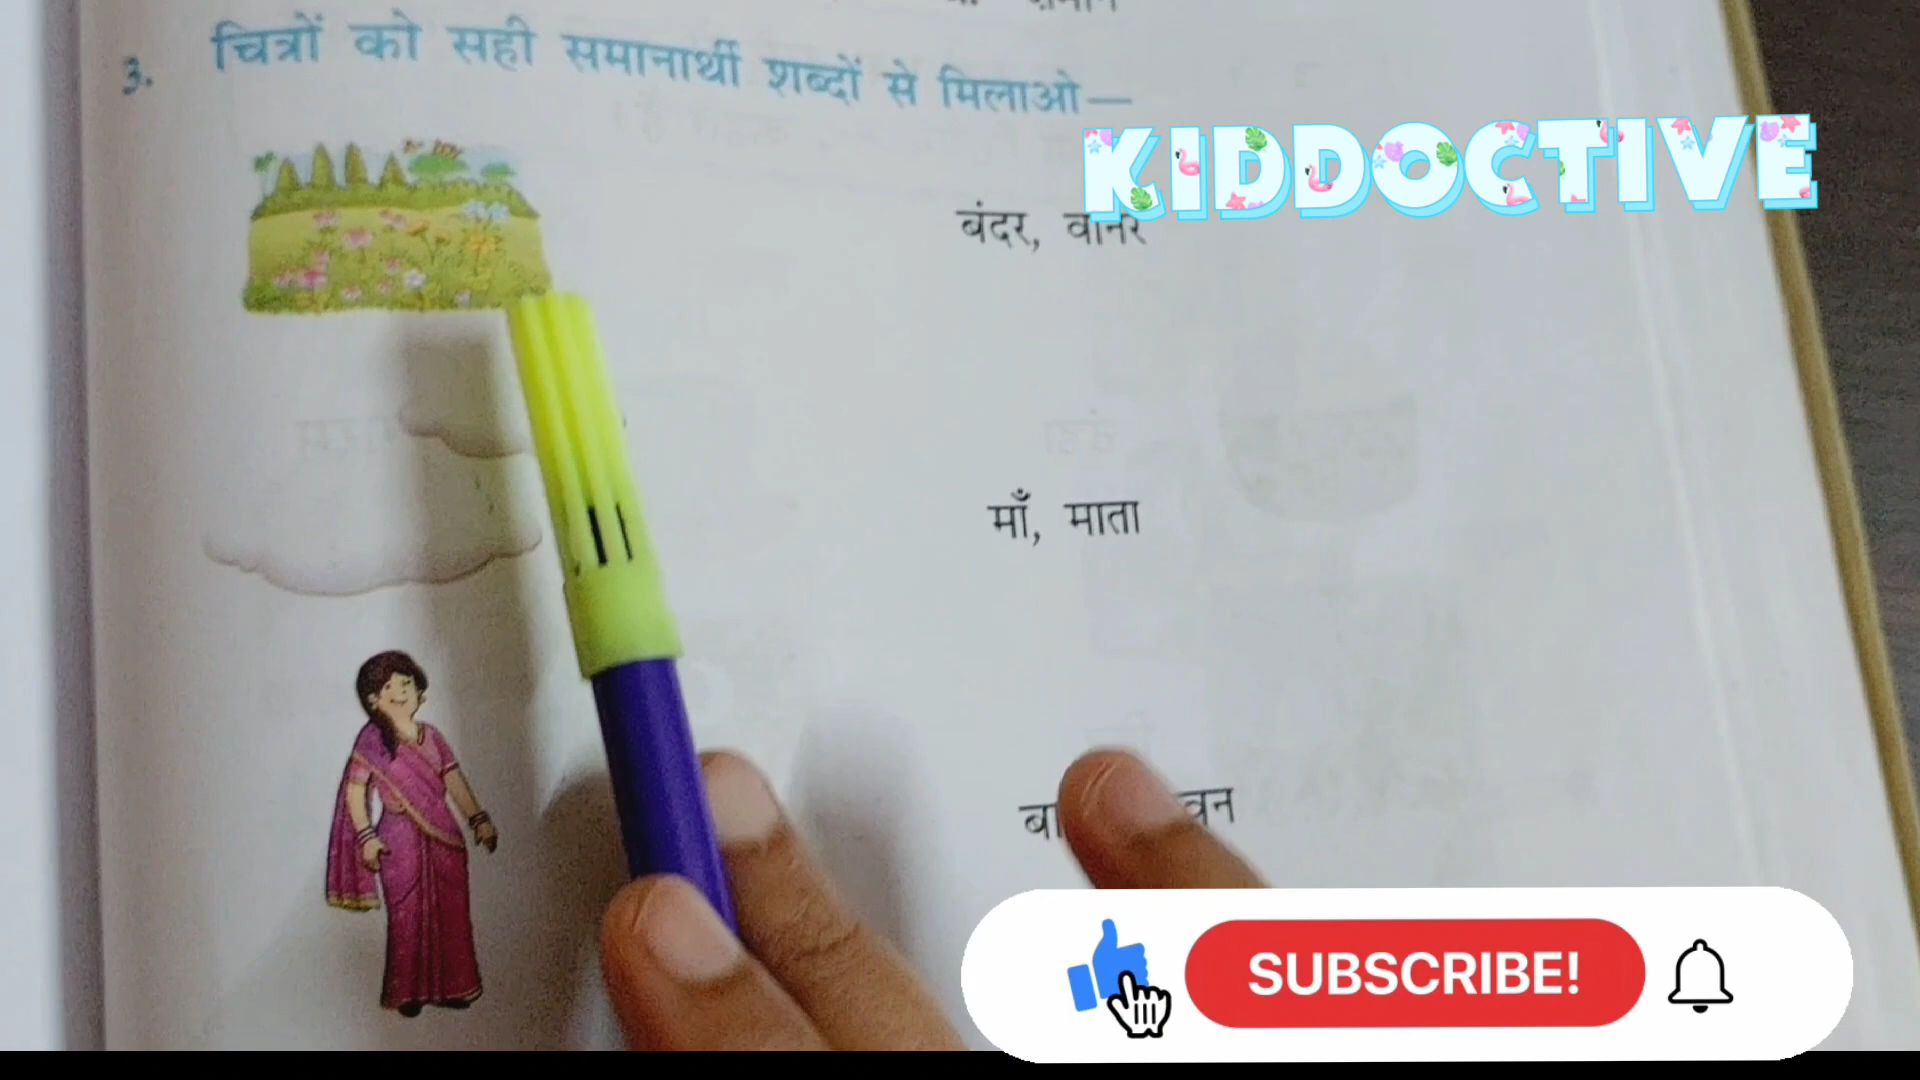 3. चित्रों को सही समानार्थी शब्दों से मिलाओ—
KIDDOCTIVE
बंदर, वानर
माँ, माता
SUBSCRIBE!